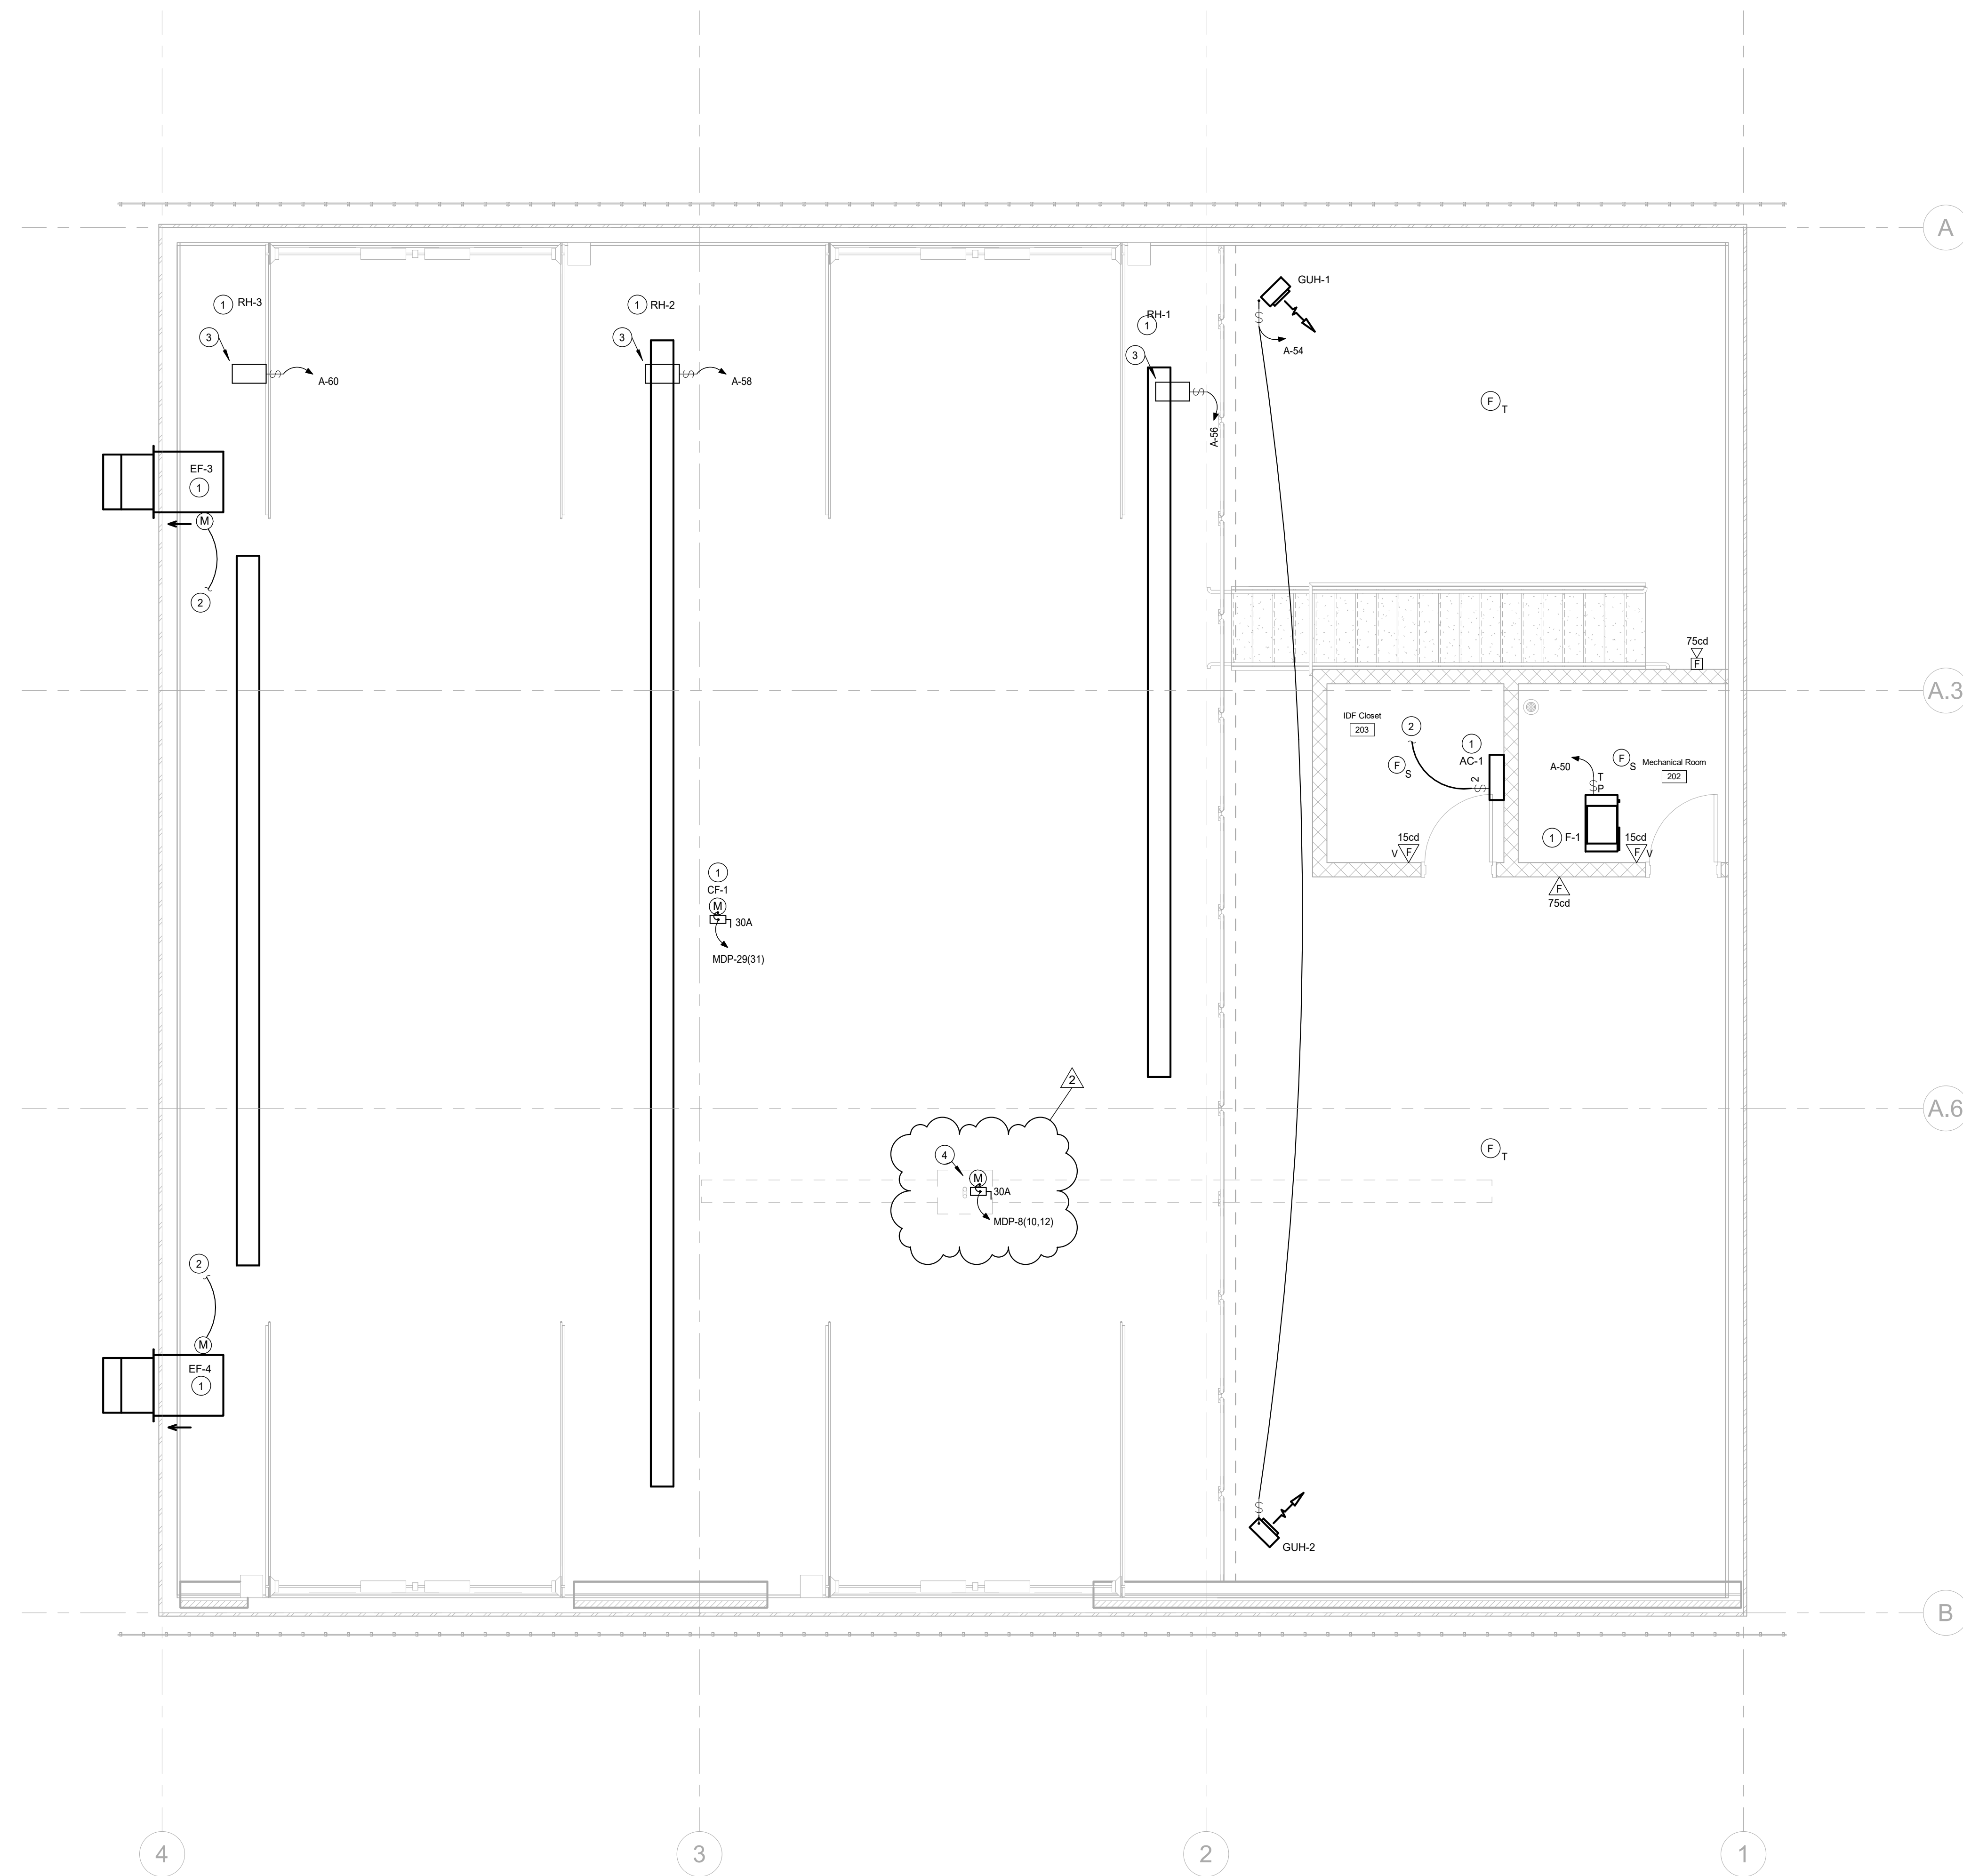 A
GUH-1
1 RH-3
1 RH-2
RH-1
1
S
3
3
3
A-54
A-60
A-58
A-56
F T
EF-3
1
M
2
75cd
F
A.3
IDF Closet
203
2
1
AC-1
F S
S 2
A-50
F S
Mechanical Room
202
S T
P
1 F-1
15cd
V F
15cd
F V
F
75cd
1
CF-1
M
30A
MDP-29(31)
2
A.6
4
M
30A
MDP-8(10,12)
F T
2
M
EF-4
1
S
GUH-2
B
4
3
2
1